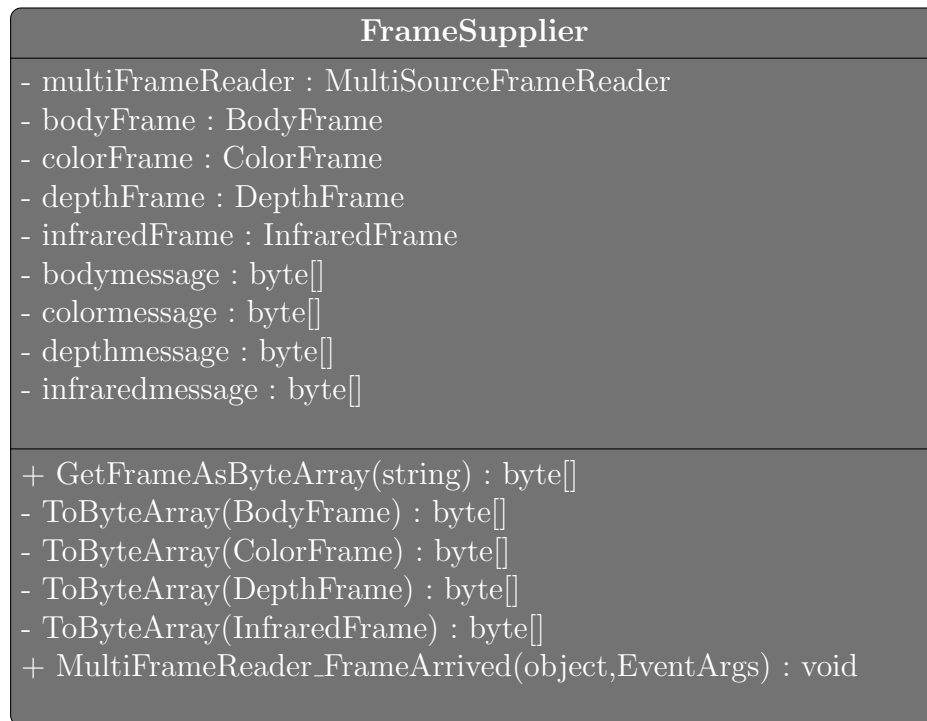 FrameSupplier
- multiFrameReader : MultiSourceFrameReader
- bodyFrame : BodyFrame
- colorFrame : ColorFrame
- depthFrame : DepthFrame
- infraredFrame : InfraredFrame
- bodymessage : byte[]
- colormessage : byte[]
- depthmessage : byte[]
- infraredmessage : byte[]
+ GetFrameAsByteArray(string) : byte[]
- ToByteArray(BodyFrame) : byte[]
- ToByteArray(ColorFrame) : byte[]
- ToByteArray(DepthFrame) : byte[]
- ToByteArray(InfraredFrame) : byte[]
+ MultiFrameReader_FrameArrived(object,EventArgs) : void